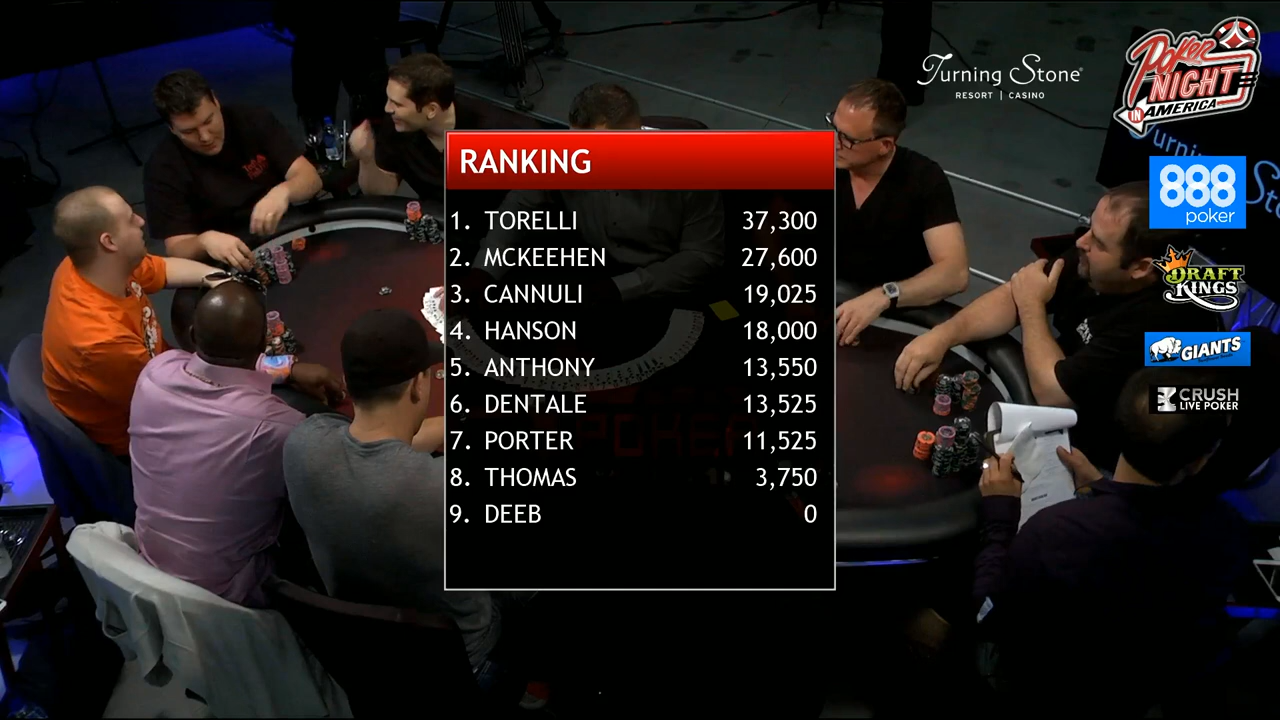 Turning Stone
RESORT | CASINO
Poker
NIGHT
IN AMERICA
888
poker
DRAFT
KINGS
GIANTS
CRUSH
LIVE POKER
RANKING
1. TORELLI 37,300
2. MCKEEHEN 27,600
3. CANNULI 19,025
4. HANSON 18,000
5. ANTHONY 13,550
6. DENTALE 13,525
7. PORTER 11,525
8. THOMAS 3,750
9. DEEB 0
POKER